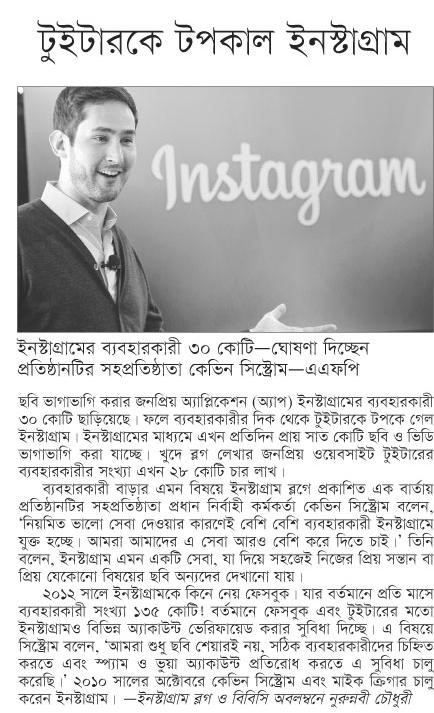 টুইটারকে টপকাল ইনস্টাগ্রাম
Instagram
ইনস্টাগ্রামের ব্যবহারকারী ৩০ কোটি—ঘোষণা দিচ্ছেন
প্রতিষ্ঠানটির সহপ্রতিষ্ঠাতা কেভিন সিস্ট্রোম—এএফপি
ছবি ভাগাভাগি করার জনপ্রিয় অ্যাপ্লিকেশন (অ্যাপ) ইনস্টাগ্রামের ব্যবহারকারী
৩০ কোটি ছাড়িয়েছে। ফলে ব্যবহারকারীর দিক থেকে টুইটারকে টপকে গেল
ইনস্টাগ্রাম। ইনস্টাগ্রামের মাধ্যমে এখন প্রতিদিন প্রায় সাত কোটি ছবি ও ভিডি
ভাগাভাগি করা যাচ্ছে। খুদে ব্লগ লেখার জনপ্রিয় ওয়েবসাইট টুইটারের
ব্যবহারকারীর সংখ্যা এখন ২৮ কোটি চার লাখ।
ব্যবহারকারী বাড়ার এমন বিষয়ে ইনস্টাগ্রাম ব্লগে প্রকাশিত এক বার্তায়
প্রতিষ্ঠানটির সহপ্রতিষ্ঠাতা প্রধান নির্বাহী কর্মকর্তা কেভিন সিস্ট্রোম বলেন,
‘নিয়মিত ভালো সেবা দেওয়ার কারণেই বেশি বেশি ব্যবহারকারী ইনস্টাগ্রামে
যুক্ত হচ্ছে। আমরা আমাদের এ সেবা আরও বেশি করে দিতে চাই।’ তিনি
বলেন, ইনস্টাগ্রাম এমন একটি সেবা, যা দিয়ে সহজেই নিজের প্রিয় সন্তান বা
প্রিয় যেকোনো বিষয়ের ছবি অন্যদের দেখানো যায়।
২০১২ সালে ইনস্টাগ্রামকে কিনে নেয় ফেসবুক। যার বর্তমানে প্রতি মাসে
ব্যবহারকারী সংখ্যা ১৩৫ কোটি! বর্তমানে ফেসবুক এবং টুইটারের মতো
ইনস্টাগ্রামও বিভিন্ন অ্যাকাউন্ট ভেরিফায়েড করার সুবিধা দিচ্ছে। এ বিষয়ে
সিস্ট্রোম বলেন, ‘আমরা শুধু ছবি শেয়ারই নয়, সঠিক ব্যবহারকারীদের চিহ্নিত
করতে এবং স্প্যাম ও ভুয়া অ্যাকাউন্ট প্রতিরোধ করতে এ সুবিধা চালু
করেছি।’ ২০১০ সালের অক্টোবরে কেভিন সিস্ট্রোম এবং মাইক ক্রিগার চালু
করেন ইনস্টাগ্রাম। —ইনস্টাগ্রাম ব্লগ ও বিবিসি অবলম্বনে নুরুন্নবী চৌধুরী